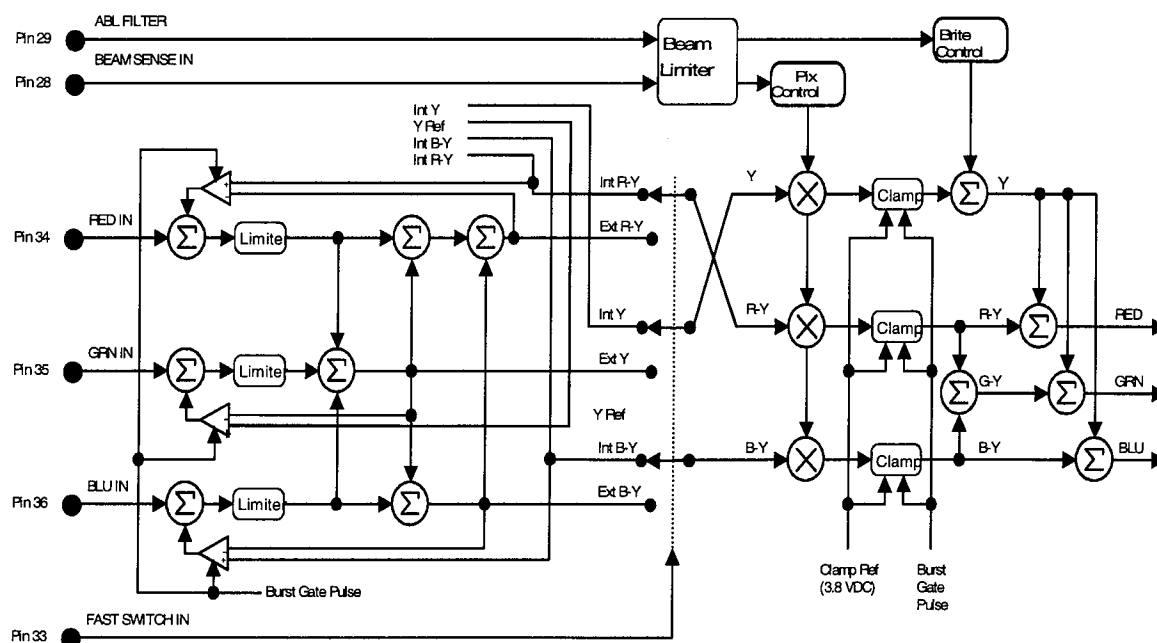 ABL FILTER
Pin 29
BEAM SENSE IN
Pin 28
Beam
Limiter
Brite
Control
Pix
Control
Int Y
Y Ref
Int B-Y
Int R-Y
+
-
Int R-Y
Y
X
Clamp
Σ
Y
RED IN
Pin 34
Σ
Limite
Σ
Σ
Ext R-Y
Int Y
R-Y
X
Clamp
R-Y
Σ
RED
GRN IN
Pin 35
Σ
Limite
Σ
Ext Y
Σ
G-Y
Σ
GRN
Y Ref
Int B-Y
B-Y
X
Clamp
B-Y
Σ
BLU
BLU IN
Pin 36
Σ
Limite
Σ
Ext B-Y
Burst Gate Pulse
Clamp Ref
(3.8 VDC)
Burst
Gate
Pulse
FAST SWITCH IN
Pin 33